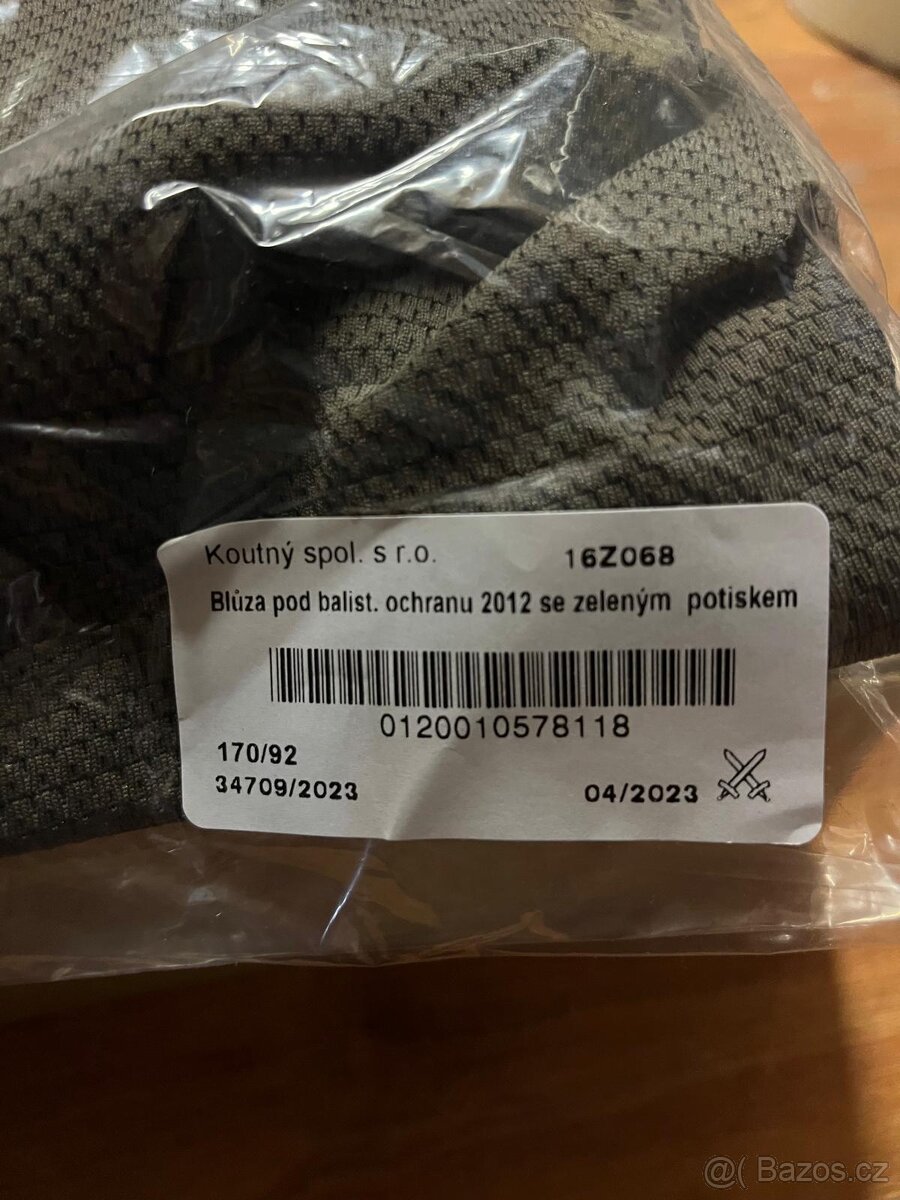 Koutný spol. s r.o. 16Z068
Blůza pod balist. ochranu 2012 se zeleným potiskem
0120010578118
170/92
34709/2023 04/2023
@( Bazos.cz